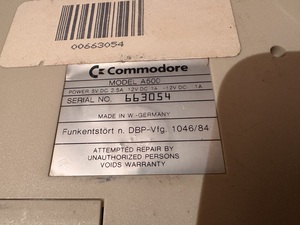 00663054
Commodore
MODEL A500
POWER 5V DC 2.5A 12V DC 1A -12V DC .1A
SERIAL NO. 663054
MADE IN W.-GERMANY
Funkentstört n. DBP-Vfg. 1046/84
ATTEMPTED REPAIR BY
UNAUTHORIZED PERSONS
VOIDS WARRANTY